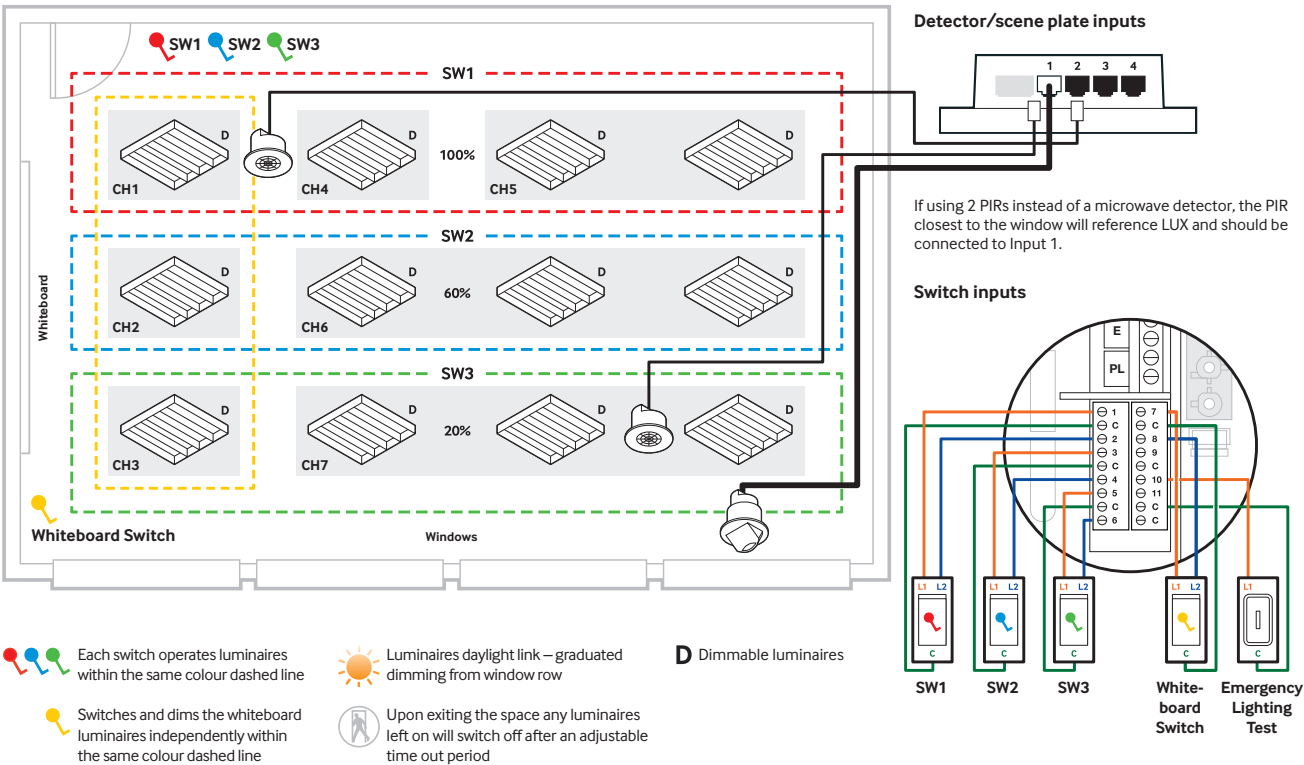 SW1 SW2 SW3
SW1
D D D D
CH1 CH4 100% CH5
SW2
D D D D
CH2 CH6 60%
SW3
D D D D
CH3 CH7 20%
Whiteboard
Whiteboard Switch
Windows
Detector/scene plate inputs
1 2 3 4
If using 2 PIRs instead of a microwave detector, the PIR
closest to the window will reference LUX and should be
connected to Input 1.
Switch inputs
E
PL
1 7
C C
2 8
3 9
C C
4 10
5 11
C C
6 C
L1 L2 L1 L2 L1 L2 L1 L2 L1
C C C C C
SW1 SW2 SW3
White-
board
Switch
Emergency
Lighting
Test
Each switch operates luminaires
within the same colour dashed line
Switches and dims the whiteboard
luminaires independently within
the same colour dashed line
Luminaires daylight link – graduated
dimming from window row
Upon exiting the space any luminaires
left on will switch off after an adjustable
time out period
D Dimmable luminaires